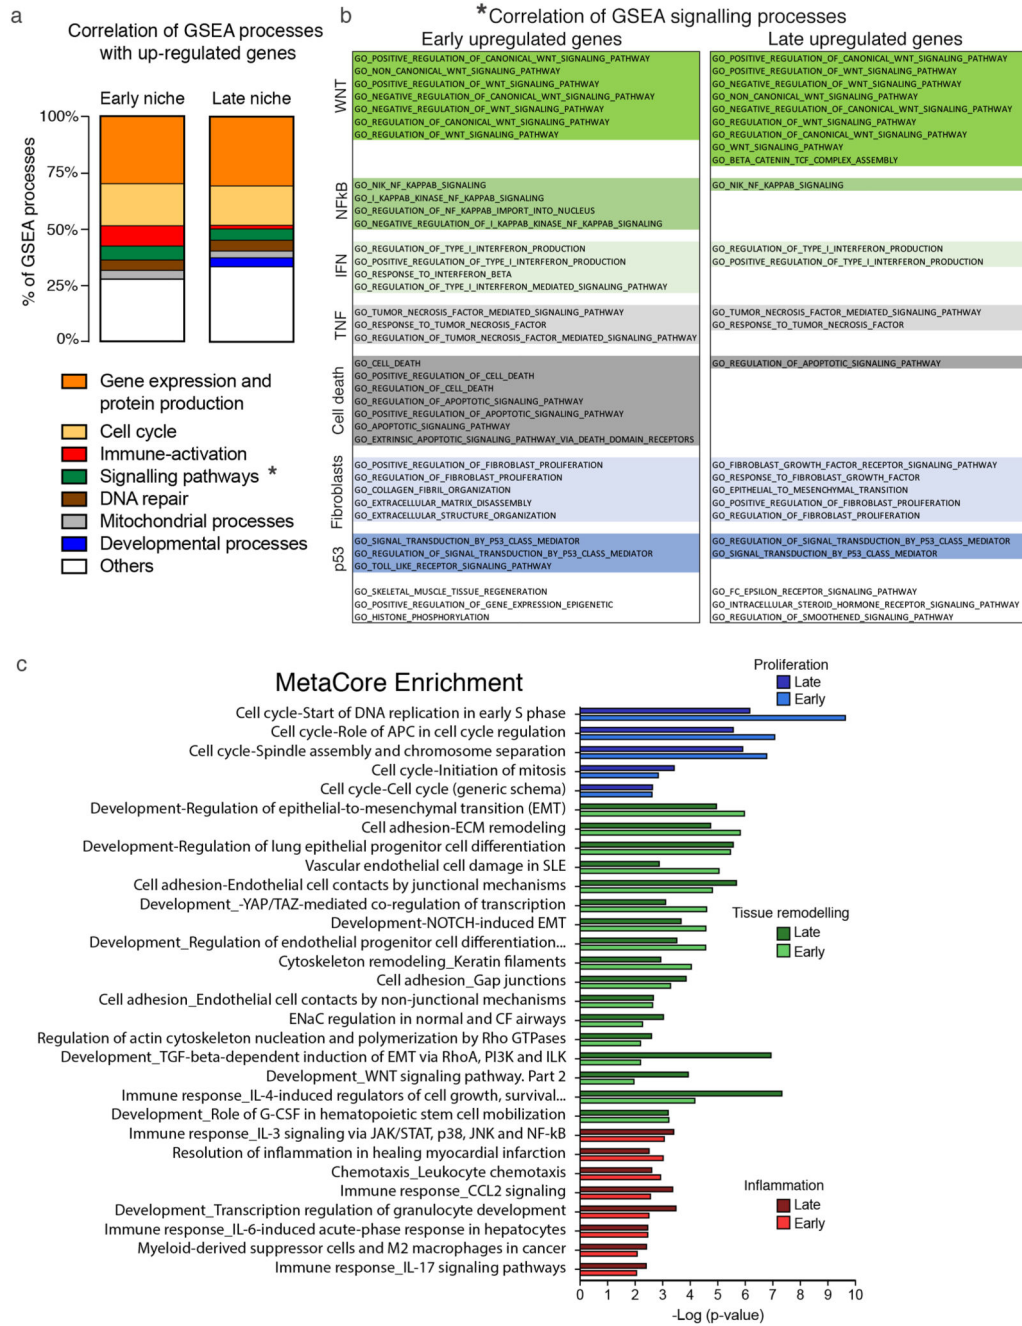 a
Correlation of GSEA processes
with up-regulated genes
Early niche
Late niche
100%
75%
50%
25%
0%
% of GSEA processes
Gene expression and
protein production
Cell cycle
Immune-activation
Signalling pathways *
DNA repair
Mitochondrial processes
Developmental processes
Others
b
*Correlation of GSEA signalling processes
Early upregulated genes
WNT
GO_POSITIVE_REGULATION_OF_CANONICAL_WNT_SIGNALING_PATHWAY
GO_NON_CANONICAL_WNT_SIGNALING_PATHWAY
GO_POSITIVE_REGULATION_OF_WNT_SIGNALING_PATHWAY
GO_NEGATIVE_REGULATION_OF_CANONICAL_WNT_SIGNALING_PATHWAY
GO_NEGATIVE_REGULATION_OF_WNT_SIGNALING_PATHWAY
GO_REGULATION_OF_CANONICAL_WNT_SIGNALING_PATHWAY
GO_REGULATION_OF_WNT_SIGNALING_PATHWAY
NFkB
GO_NIK_NF_KAPPAB_SIGNALING
GO_I_KAPPAB_KINASE_NF_KAPPAB_SIGNALING
GO_REGULATION_OF_NF_KAPPAB_IMPORT_INTO_NUCLEUS
GO_NEGATIVE_REGULATION_OF_I_KAPPAB_KINASE_NF_KAPPAB_SIGNALING
IFN
GO_REGULATION_OF_TYPE_I_INTERFERON_PRODUCTION
GO_POSITIVE_REGULATION_OF_TYPE_I_INTERFERON_PRODUCTION
GO_RESPONSE_TO_INTERFERON_BETA
GO_REGULATION_OF_TYPE_I_INTERFERON_MEDIATED_SIGNALING_PATHWAY
TNF
GO_TUMOR_NECROSIS_FACTOR_MEDIATED_SIGNALING_PATHWAY
GO_RESPONSE_TO_TUMOR_NECROSIS_FACTOR
GO_REGULATION_OF_TUMOR_NECROSIS_FACTOR_MEDIATED_SIGNALING_PATHWAY
Cell death
GO_CELL_DEATH
GO_POSITIVE_REGULATION_OF_CELL_DEATH
GO_REGULATION_OF_CELL_DEATH
GO_REGULATION_OF_APOPTOTIC_SIGNALING_PATHWAY
GO_POSITIVE_REGULATION_OF_APOPTOTIC_SIGNALING_PATHWAY
GO_APOPTOTIC_SIGNALING_PATHWAY
GO_EXTRINSIC_APOPTOTIC_SIGNALING_PATHWAY_VIA_DEATH_DOMAIN_RECEPTORS
Fibroblasts
GO_POSITIVE_REGULATION_OF_FIBROBLAST_PROLIFERATION
GO_REGULATION_OF_FIBROBLAST_PROLIFERATION
GO_COLLAGEN_FIBRIL_ORGANIZATION
GO_EXTRACELLULAR_MATRIX_DISASSEMBLY
GO_EXTRACELLULAR_STRUCTURE_ORGANIZATION
p53
GO_SIGNAL_TRANSDUCTION_BY_P53_CLASS_MEDIATOR
GO_REGULATION_OF_SIGNAL_TRANSDUCTION_BY_P53_CLASS_MEDIATOR
GO_TOLL_LIKE_RECEPTOR_SIGNALING_PATHWAY
GO_SKELETAL_MUSCLE_TISSUE_REGENERATION
GO_POSITIVE_REGULATION_OF_GENE_EXPRESSION_EPIGENETIC
GO_HISTONE_PHOSPHORYLATION
Late upregulated genes
GO_POSITIVE_REGULATION_OF_CANONICAL_WNT_SIGNALING_PATHWAY
GO_POSITIVE_REGULATION_OF_WNT_SIGNALING_PATHWAY
GO_NEGATIVE_REGULATION_OF_WNT_SIGNALING_PATHWAY
GO_NON_CANONICAL_WNT_SIGNALING_PATHWAY
GO_NEGATIVE_REGULATION_OF_CANONICAL_WNT_SIGNALING_PATHWAY
GO_REGULATION_OF_WNT_SIGNALING_PATHWAY
GO_REGULATION_OF_CANONICAL_WNT_SIGNALING_PATHWAY
GO_WNT_SIGNALING_PATHWAY
GO_BETA_CATENIN_TCF_COMPLEX_ASSEMBLY
GO_NIK_NF_KAPPAB_SIGNALING
GO_REGULATION_OF_TYPE_I_INTERFERON_PRODUCTION
GO_POSITIVE_REGULATION_OF_TYPE_I_INTERFERON_PRODUCTION
GO_TUMOR_NECROSIS_FACTOR_MEDIATED_SIGNALING_PATHWAY
GO_RESPONSE_TO_TUMOR_NECROSIS_FACTOR
GO_REGULATION_OF_APOPTOTIC_SIGNALING_PATHWAY
GO_FIBROBLAST_GROWTH_FACTOR_RECEPTOR_SIGNALING_PATHWAY
GO_RESPONSE_TO_FIBROBLAST_GROWTH_FACTOR
GO_EPITHELIAL_TO_MESENCHYMAL_TRANSITION
GO_POSITIVE_REGULATION_OF_FIBROBLAST_PROLIFERATION
GO_REGULATION_OF_FIBROBLAST_PROLIFERATION
GO_REGULATION_OF_SIGNAL_TRANSDUCTION_BY_P53_CLASS_MEDIATOR
GO_SIGNAL_TRANSDUCTION_BY_P53_CLASS_MEDIATOR
GO_FC_EPSILON_RECEPTOR_SIGNALING_PATHWAY
GO_INTRACELLULAR_STEROID_HORMONE_RECEPTOR_SIGNALING_PATHWAY
GO_REGULATION_OF_SMOOTHENED_SIGNALING_PATHWAY
c
MetaCore Enrichment
Proliferation
Late
Early
Cell cycle-Start of DNA replication in early S phase
Cell cycle-Role of APC in cell cycle regulation
Cell cycle-Spindle assembly and chromosome separation
Cell cycle-Initiation of mitosis
Cell cycle-Cell cycle (generic schema)
Development-Regulation of epithelial-to-mesenchymal transition (EMT)
Cell adhesion-ECM remodeling
Development-Regulation of lung epithelial progenitor cell differentiation
Vascular endothelial cell damage in SLE
Cell adhesion-Endothelial cell contacts by junctional mechanisms
Development_-YAP/TAZ-mediated co-regulation of transcription
Development-NOTCH-induced EMT
Development_Regulation of endothelial progenitor cell differentiation...
Cytoskeleton remodeling_Keratin filaments
Cell adhesion_Gap junctions
Cell adhesion_Endothelial cell contacts by non-junctional mechanisms
ENaC regulation in normal and CF airways
Regulation of actin cytoskeleton nucleation and polymerization by Rho GTPases
Development_TGF-beta-dependent induction of EMT via RhoA, PI3K and ILK
Development_WNT signaling pathway. Part 2
Immune response_IL-4-induced regulators of cell growth, survival...
Development_Role of G-CSF in hematopoietic stem cell mobilization
Immune response_IL-3 signaling via JAK/STAT, p38, JNK and NF-kB
Resolution of inflammation in healing myocardial infarction
Chemotaxis_Leukocyte chemotaxis
Immune response_CCL2 signaling
Development_Transcription regulation of granulocyte development
Immune response_IL-6-induced acute-phase response in hepatocytes
Myeloid-derived suppressor cells and M2 macrophages in cancer
Immune response_IL-17 signaling pathways
Tissue remodelling
Late
Early
Inflammation
Late
Early
0 1 2 3 4 5 6 7 8 9 10
-Log (p-value)